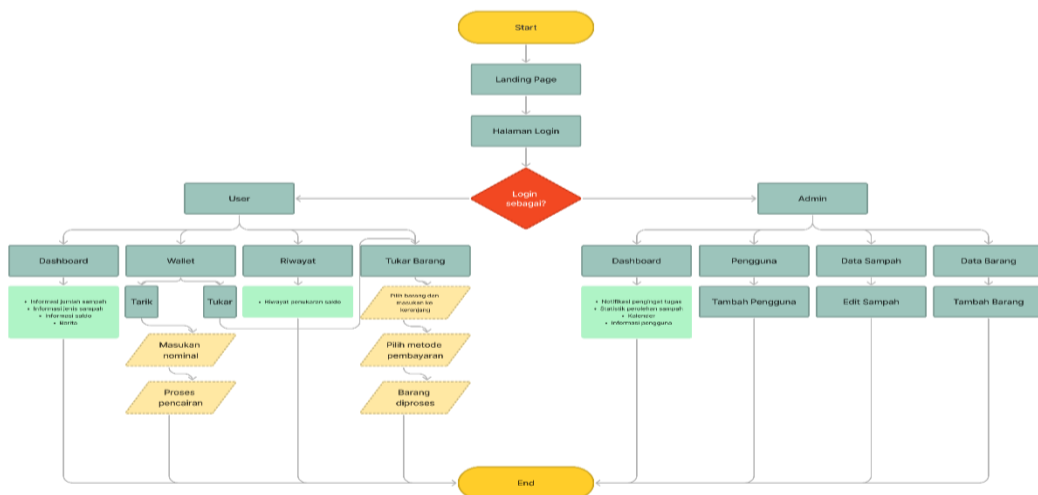 Start
Landing Page
Halaman Login
Login
sebagai?
User
Admin
Dashboard
Wallet
Riwayat
Tukar Barang
Dashboard
Pengguna
Data Sampah
Data Barang
Informasi jumlah sampah
Informasi jenis sampah
Informasi saldo
Berita
Tarik
Tukar
Riwayat penukaran saldo
Pilih barang dan
masukan ke
keranjang
Notifikasi pengingat tugas
Statistik perolehan sampah
Kalender
Informasi pengguna
Tambah Pengguna
Edit Sampah
Tambah Barang
Masukan
nominal
Pilih metode
pembayaran
Proses
pencairan
Barang
diproses
End